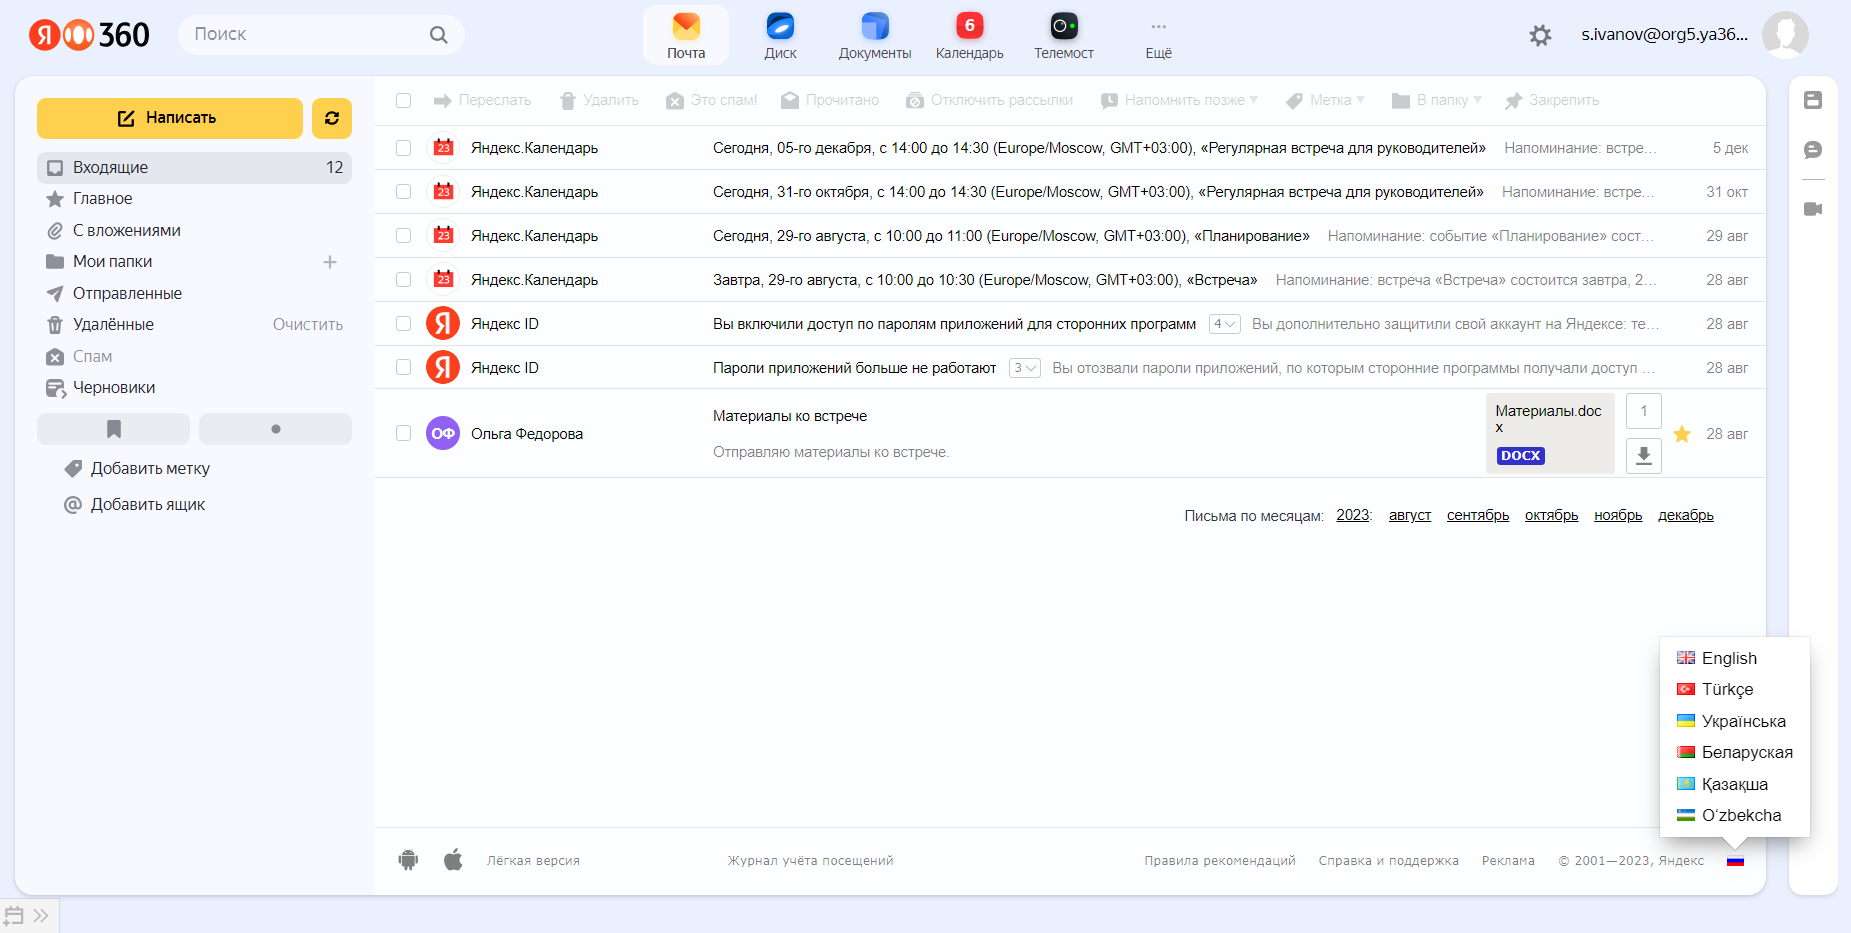 Я 360
Поиск
Почта
Диск
Документы
6
Календарь
Телемост
Ещё
s.ivanov@org5.ya36...
Написать
Входящие 12
Главное
С вложениями
Мои папки
Отправленные
Удалённые Очистить
Спам
Черновики
Добавить метку
Добавить ящик
Переслать Удалить Это спам! Прочитано Отключить рассылки Напомнить позже Метка В папку Закрепить
23 Яндекс.Календарь Сегодня, 05-го декабря, с 14:00 до 14:30 (Europe/Moscow, GMT+03:00), «Регулярная встреча для руководителей» Напоминание: встре... 5 дек
23 Яндекс.Календарь Сегодня, 31-го октября, с 14:00 до 14:30 (Europe/Moscow, GMT+03:00), «Регулярная встреча для руководителей» Напоминание: встре... 31 окт
23 Яндекс.Календарь Сегодня, 29-го августа, с 10:00 до 11:00 (Europe/Moscow, GMT+03:00), «Планирование» Напоминание: событие «Планирование» сост... 29 авг
23 Яндекс.Календарь Завтра, 29-го августа, с 10:00 до 10:30 (Europe/Moscow, GMT+03:00), «Встреча» Напоминание: встреча «Встреча» состоится завтра, 2... 28 авг
Я Яндекс ID Вы включили доступ по паролям приложений для сторонних программ 4 Вы дополнительно защитили свой аккаунт на Яндексе: те... 28 авг
Я Яндекс ID Пароли приложений больше не работают 3 Вы отозвали пароли приложений, по которым сторонние программы получали доступ ... 28 авг
ОФ Ольга Федорова Материалы ко встрече
Отправляю материалы ко встрече.
Материалы.doc
x
DOCX
1
28 авг
Письма по месяцам: 2023: август сентябрь октябрь ноябрь декабрь
English
Türkçe
Українська
Беларуская
Қазақша
Oʻzbekcha
Лёгкая версия Журнал учёта посещений Правила рекомендаций Справка и поддержка Реклама © 2001—2023, Яндекс